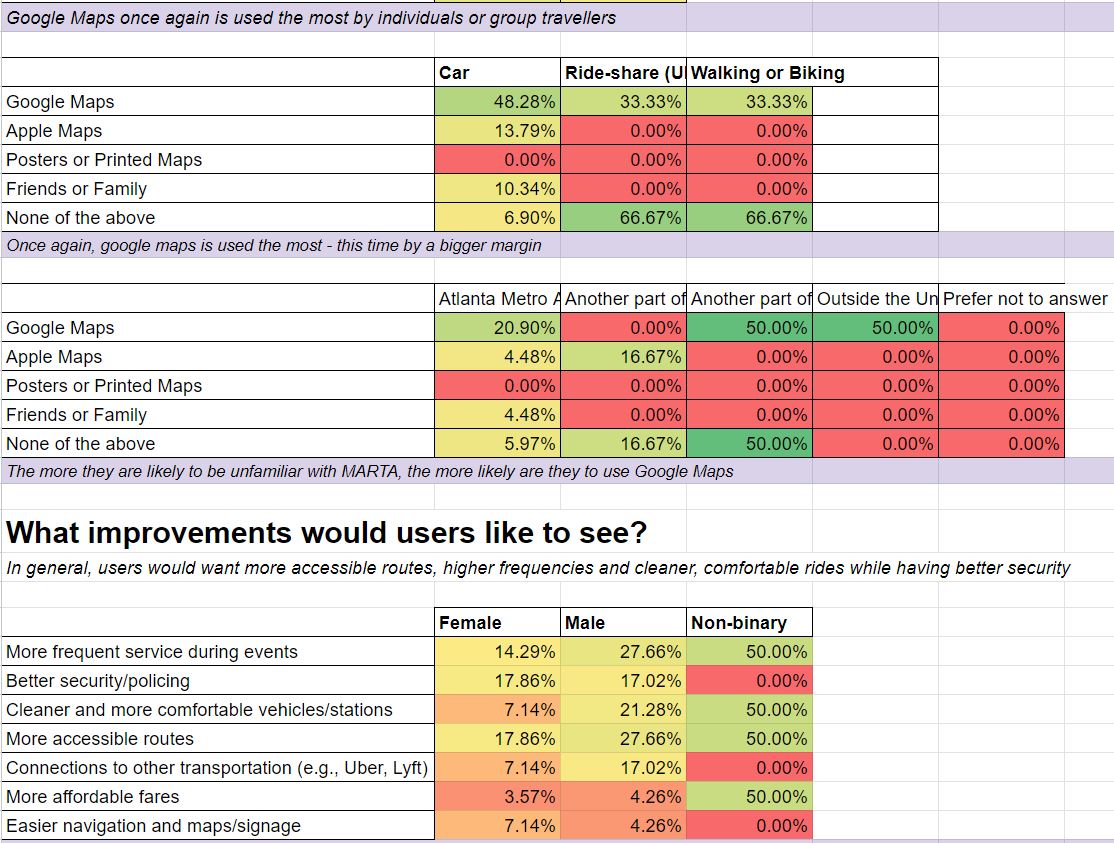 Google Maps once again is used the most by individuals or group travellers
Car Ride-share (U Walking or Biking
Google Maps 48.28% 33.33% 33.33%
Apple Maps 13.79% 0.00% 0.00%
Posters or Printed Maps 0.00% 0.00% 0.00%
Friends or Family 10.34% 0.00% 0.00%
None of the above 6.90% 66.67% 66.67%
Once again, google maps is used the most - this time by a bigger margin
Atlanta Metro A Another part of Another part of Outside the Un Prefer not to answer
Google Maps 20.90% 0.00% 50.00% 50.00% 0.00%
Apple Maps 4.48% 16.67% 0.00% 0.00% 0.00%
Posters or Printed Maps 0.00% 0.00% 0.00% 0.00% 0.00%
Friends or Family 4.48% 0.00% 0.00% 0.00% 0.00%
None of the above 5.97% 16.67% 50.00% 0.00% 0.00%
The more they are likely to be unfamiliar with MARTA, the more likely are they to use Google Maps
What improvements would users like to see?
In general, users would want more accessible routes, higher frequencies and cleaner, comfortable rides while having better security
Female Male Non-binary
More frequent service during events 14.29% 27.66% 50.00%
Better security/policing 17.86% 17.02% 0.00%
Cleaner and more comfortable vehicles/stations 7.14% 21.28% 50.00%
More accessible routes 17.86% 27.66% 50.00%
Connections to other transportation (e.g., Uber, Lyft) 7.14% 17.02% 0.00%
More affordable fares 3.57% 4.26% 50.00%
Easier navigation and maps/signage 7.14% 4.26% 0.00%